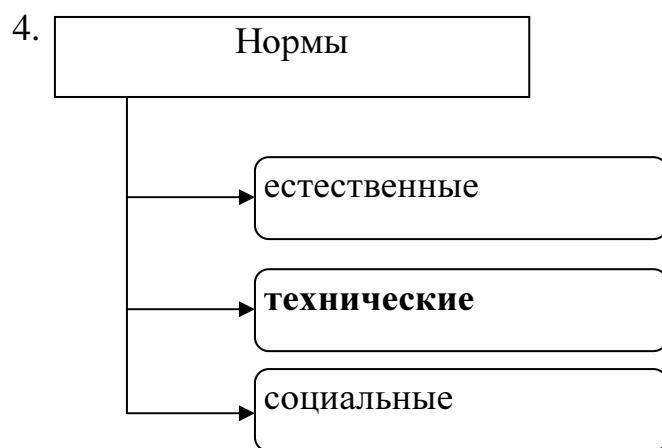 4.
Нормы
естественные
технические
социальные